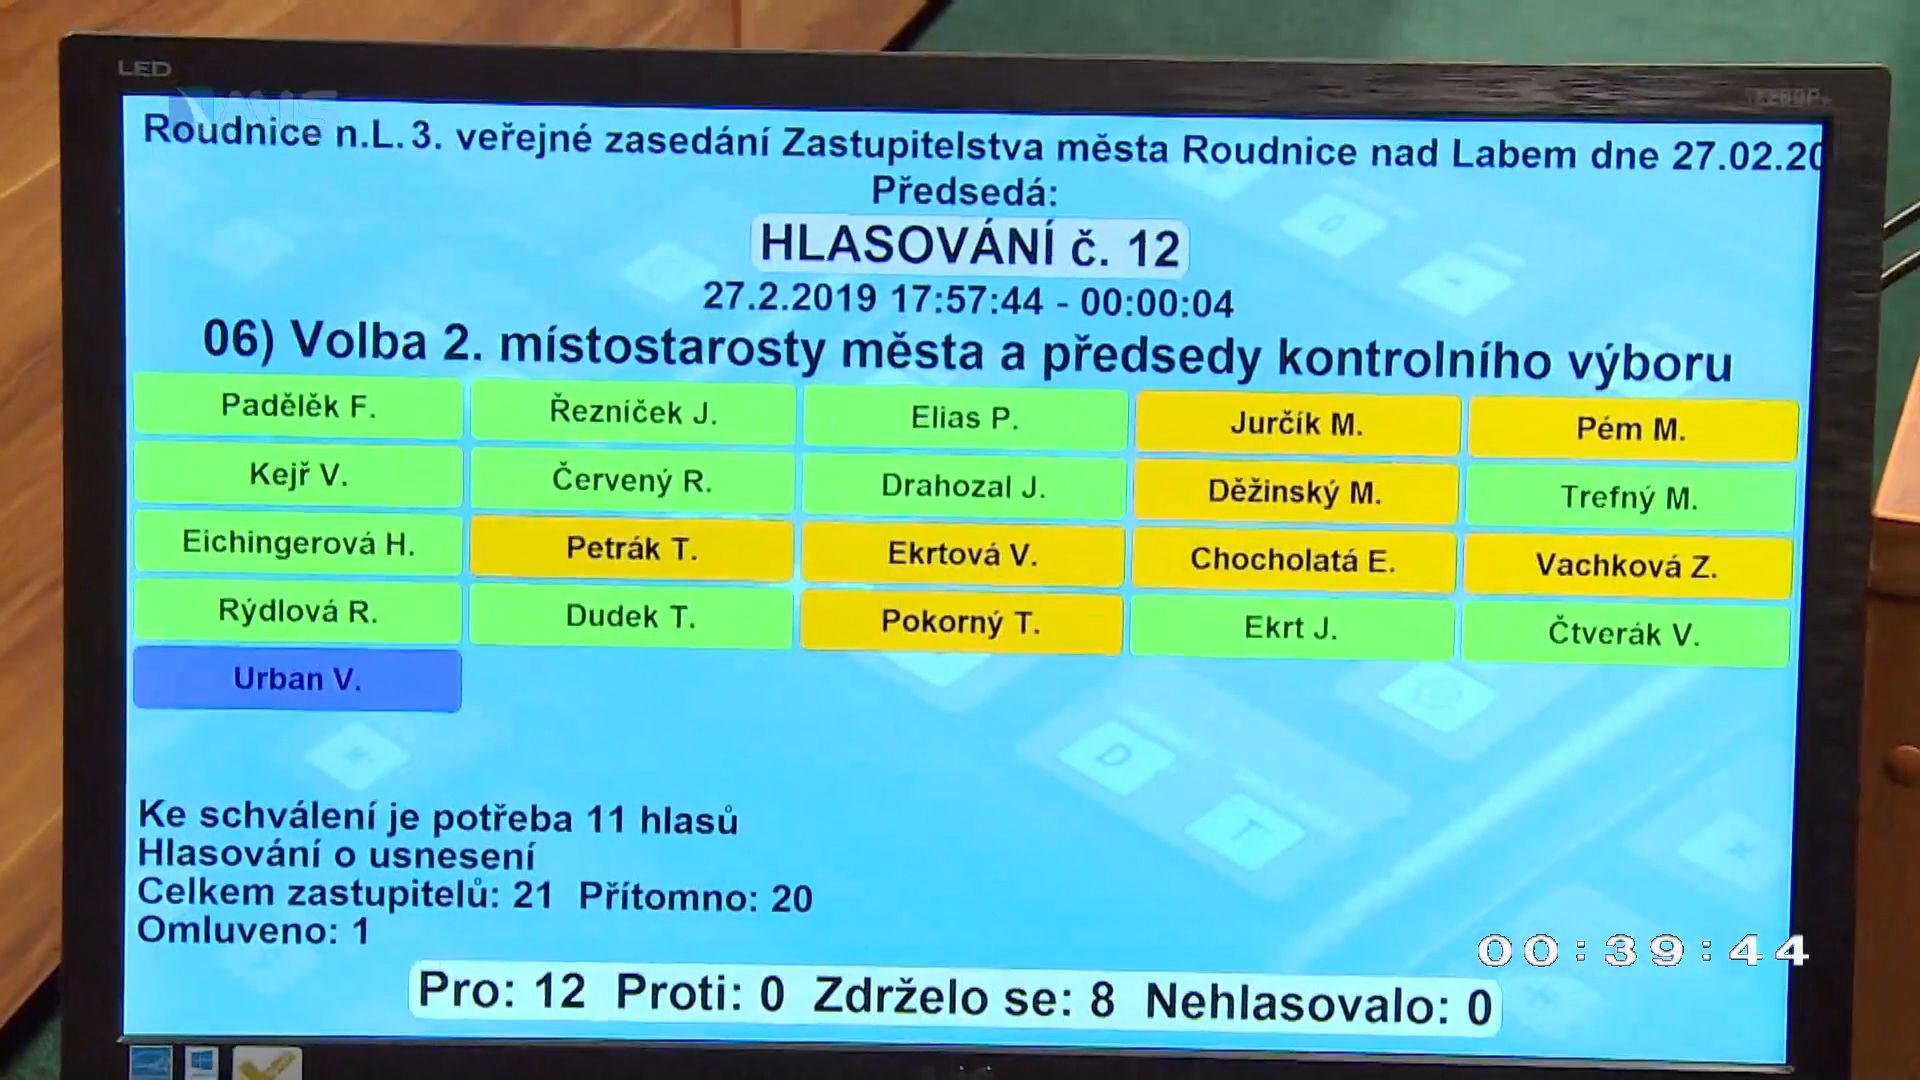 LED
Roudnice n.L. 3. veřejné zasedání Zastupitelstva města Roudnice nad Labem dne 27.02.20
Předsedá:
HLASOVÁNÍ č. 12
27.2.2019 17:57:44 - 00:00:04
06) Volba 2. místostarosty města a předsedy kontrolního výboru
Padělěk F. Řezníček J. Elias P. Jurčík M. Pém M.
Kejř V. Červený R. Drahozal J. Děžinský M. Trefný M.
Eichingerová H. Petrák T. Ekrtová V. Chocholatá E. Vachková Z.
Rýdlová R. Dudek T. Pokorný T. Ekrt J. Čtverák V.
Urban V.
Ke schválení je potřeba 11 hlasů
Hlasování o usnesení
Celkem zastupitelů: 21 Přítomno: 20
Omluveno: 1
00:39:44
Pro: 12 Proti: 0 Zdrželo se: 8 Nehlasovalo: 0